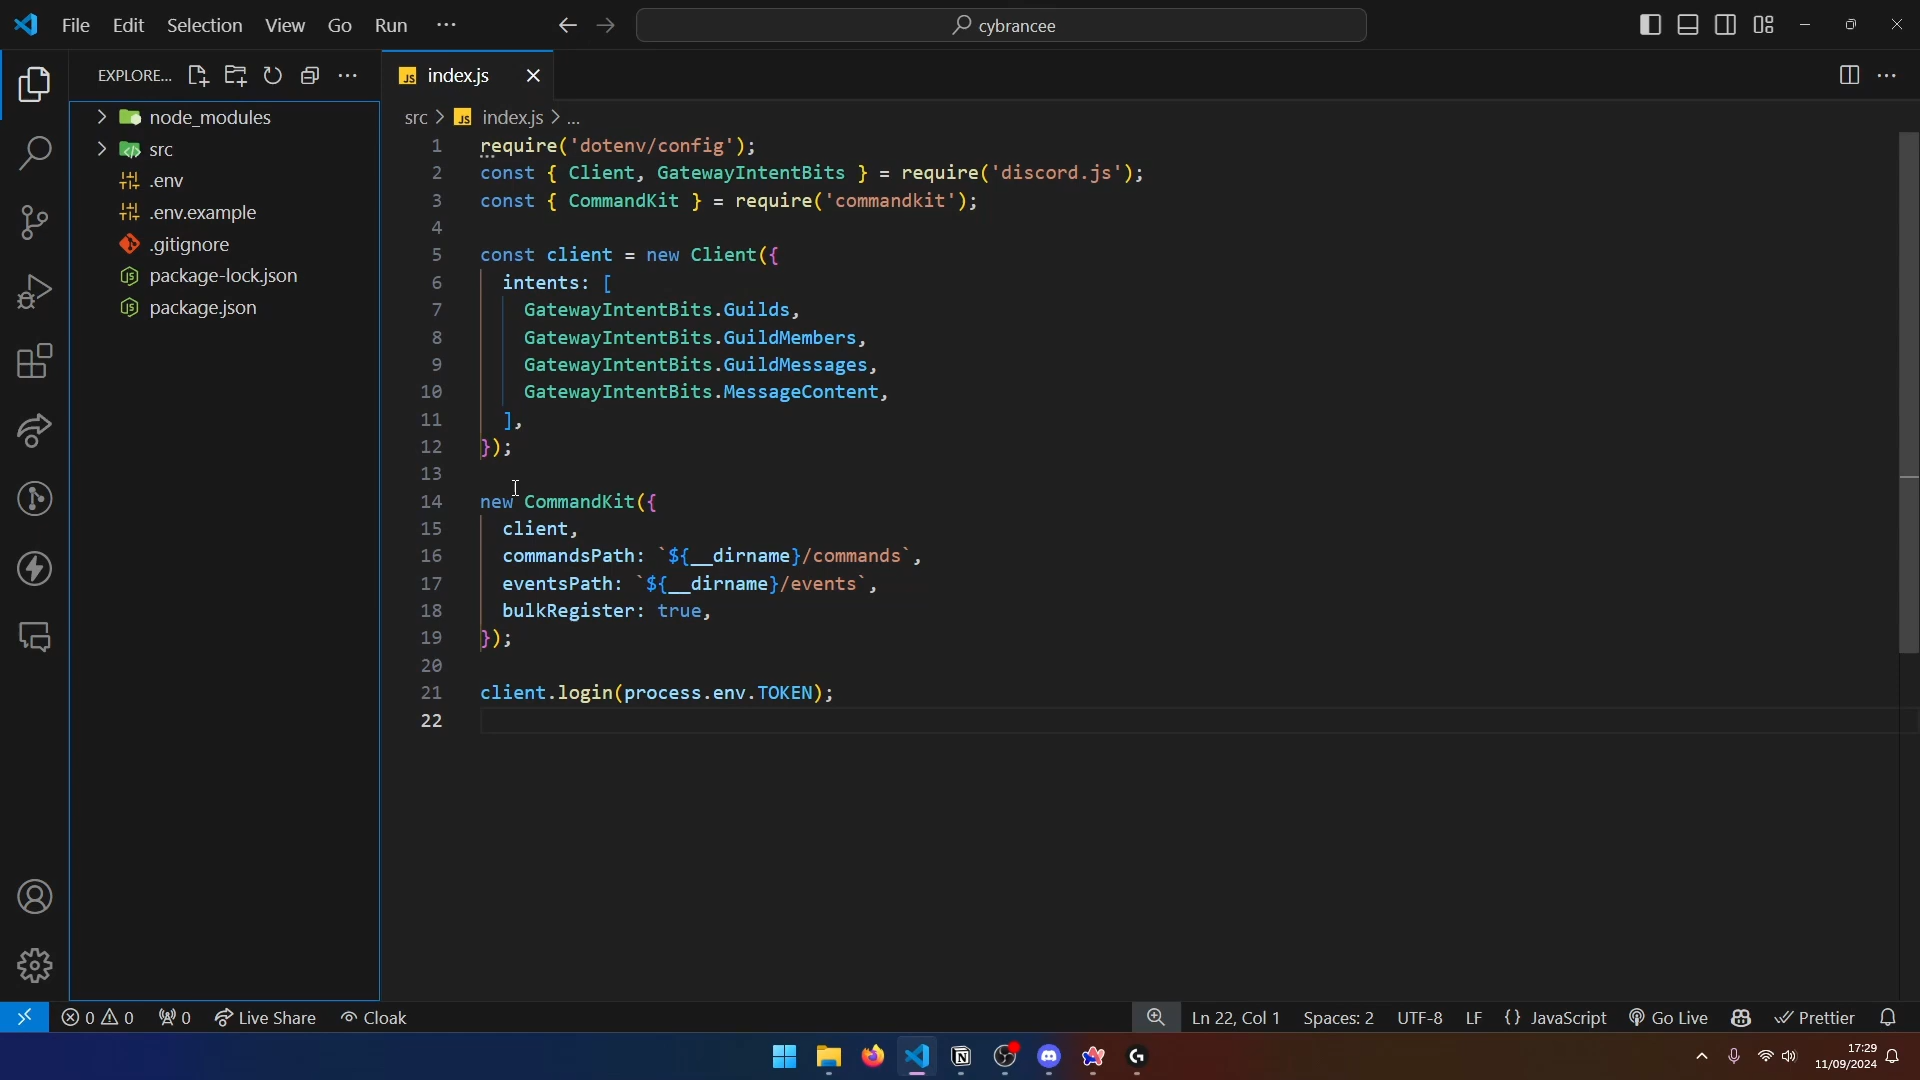 File Edit Selection View Go Run ···
cybrancee
EXPLORE...
index.js
node_modules
src
.env
.env.example
.gitignore
package-lock.json
package.json
src > index.js > ...
1 require('dotenv/config');
2 const { Client, GatewayIntentBits } = require('discord.js');
3 const { CommandKit } = require('commandkit');
4
5 const client = new Client({
6 intents: [
7 GatewayIntentBits.Guilds,
8 GatewayIntentBits.GuildMembers,
9 GatewayIntentBits.GuildMessages,
10 GatewayIntentBits.MessageContent,
11 ],
12 });
13
14 new CommandKit({
15 client,
16 commandsPath: `${__dirname}/commands`,
17 eventsPath: `${__dirname}/events`,
18 bulkRegister: true,
19 });
20
21 client.login(process.env.TOKEN);
22
0 0 0 Live Share Cloak Ln 22, Col 1 Spaces: 2 UTF-8 LF {} JavaScript Go Live Prettier
17:29
11/09/2024